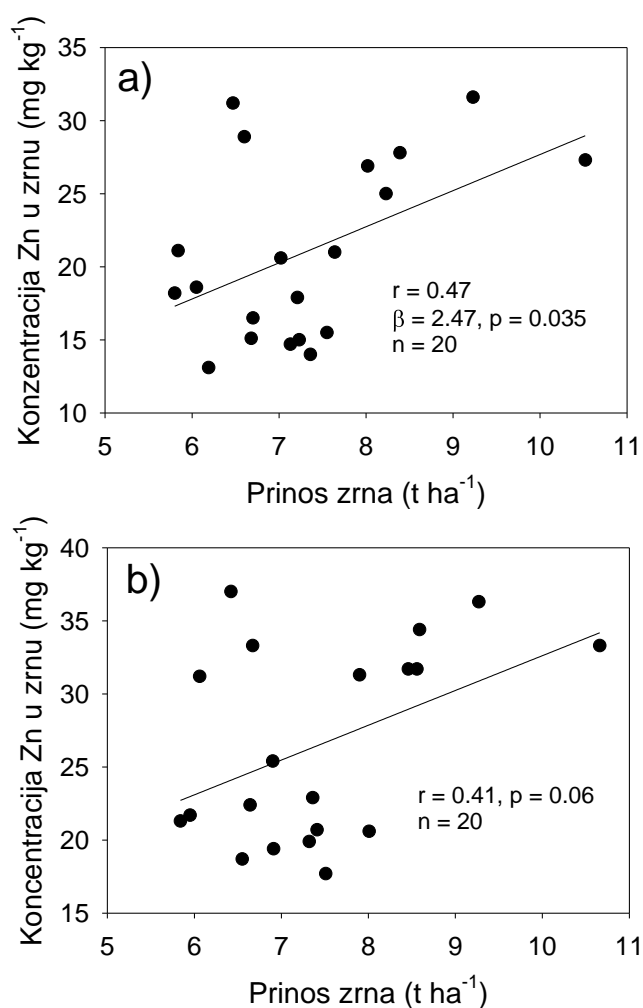 a)
Konzentracija Zn u zrnu (mg kg⁻¹)
35
30
25
20
15
10
r = 0.47
β = 2.47, p = 0.035
n = 20
5 6 7 8 9 10 11
Prinos zrna (t ha⁻¹)
b)
Koncentracija Zn u zrnu (mg kg⁻¹)
40
35
30
25
20
15
r = 0.41, p = 0.06
n = 20
5 6 7 8 9 10 11
Prinos zrna (t ha⁻¹)